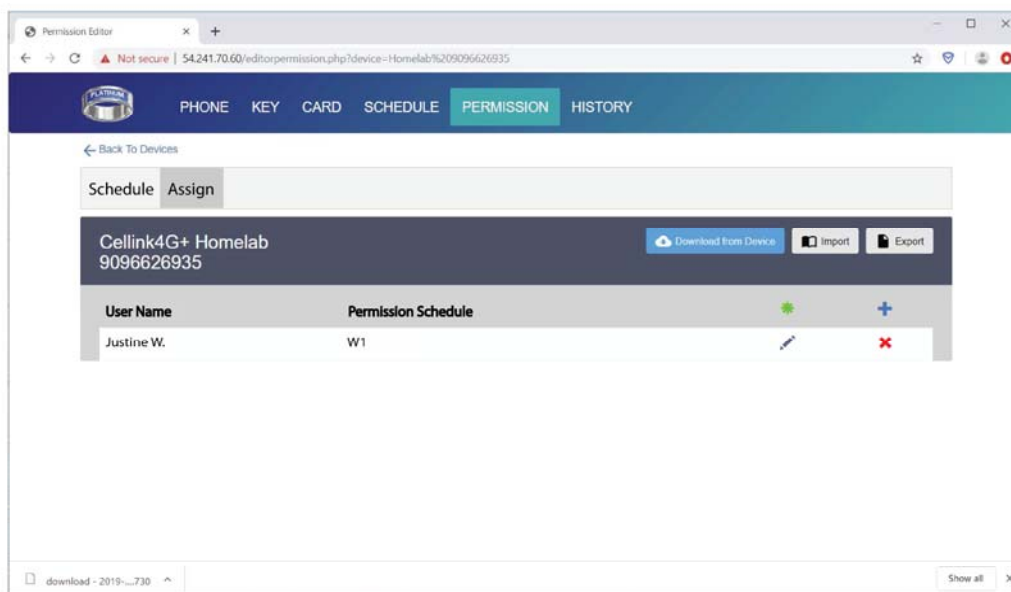 Permission Editor
Not secure | 54.241.70.60/editorpermission.php?device=Homelab%209096626935
PLATINUM PHONE KEY CARD SCHEDULE PERMISSION HISTORY
Back To Devices
Schedule Assign
Cellink4G+ Homelab
9096626935
Download from Device Import Export
User Name Permission Schedule
Justine W. W1
download - 2019-....730 Show all